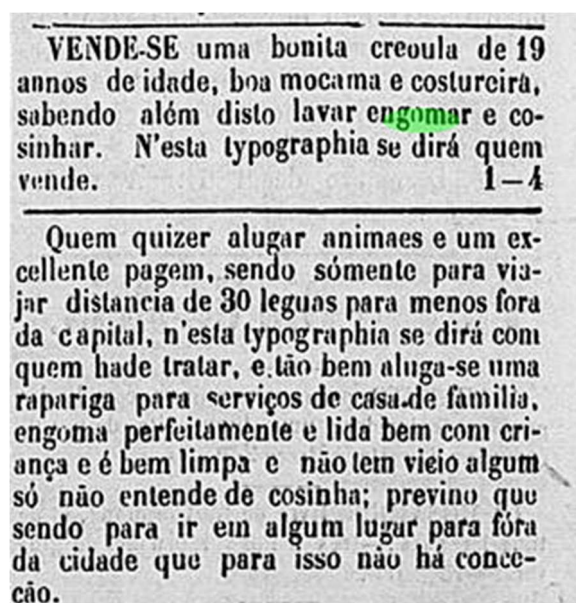 VENDE-SE uma bonita creoula de 19
annos de idade, boa mocama e costureira,
sabendo além disto lavar engomar e co-
sinhar. N'esta typographia se dirá quem
vende. 1—4
Quem quizer alugar animaes e um ex-
cellente pagem, sendo sómente para via-
jar distancia de 30 leguas para menos fora
da capital, n'esta typographia se dirá com
quem hade tratar, e tão bem aluga-se uma
rapariga para serviços de casa de familia,
engoma perfeitamente e lida bem com cri-
ança e é bem limpa e não tem vicio algum
só não entende de cosinha; previno que
sendo para ir em algum lugar para fóra
da cidade que para isso não há conce-
ção.